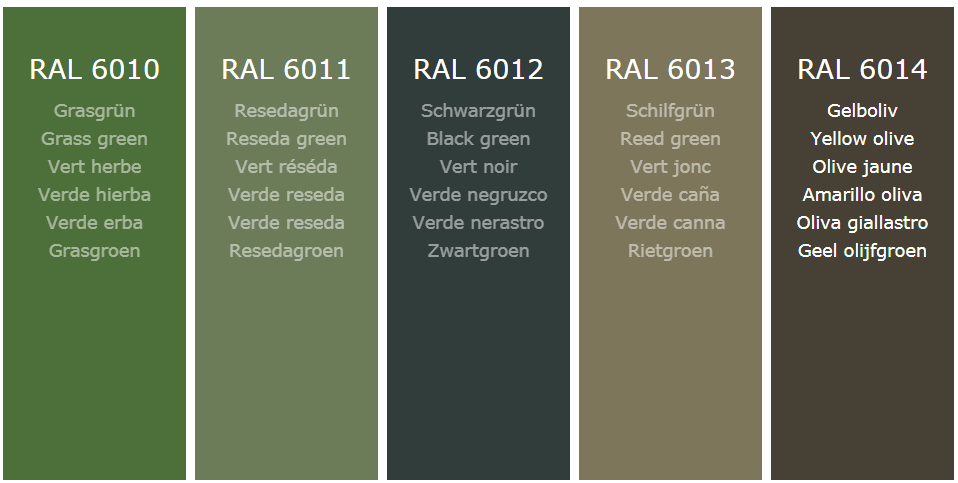 RAL 6010
Grasgrün
Grass green
Vert herbe
Verde hierba
Verde erba
Grasgroen
RAL 6011
Resedagrün
Reseda green
Vert réséda
Verde reseda
Verde reseda
Resedagroen
RAL 6012
Schwarzgrün
Black green
Vert noir
Verde negruzco
Verde nerastro
Zwartgroen
RAL 6013
Schilfgrün
Reed green
Vert jonc
Verde caña
Verde canna
Rietgroen
RAL 6014
Gelboliv
Yellow olive
Olive jaune
Amarillo oliva
Oliva giallastro
Geel olijfgroen